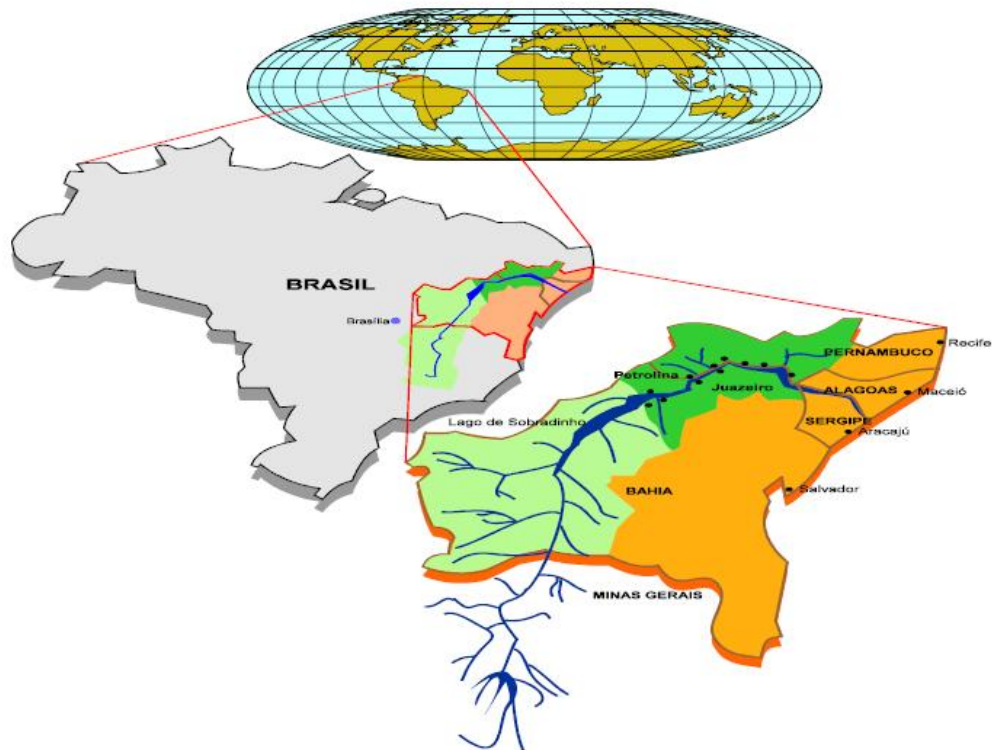 BRASIL
Brasília
PERNAMBUCO
Recife
Petrolina
Juazeiro
ALAGOAS
Maceió
Lago de Sobradinho
SERGIPE
Aracajú
BAHIA
Salvador
MINAS GERAIS